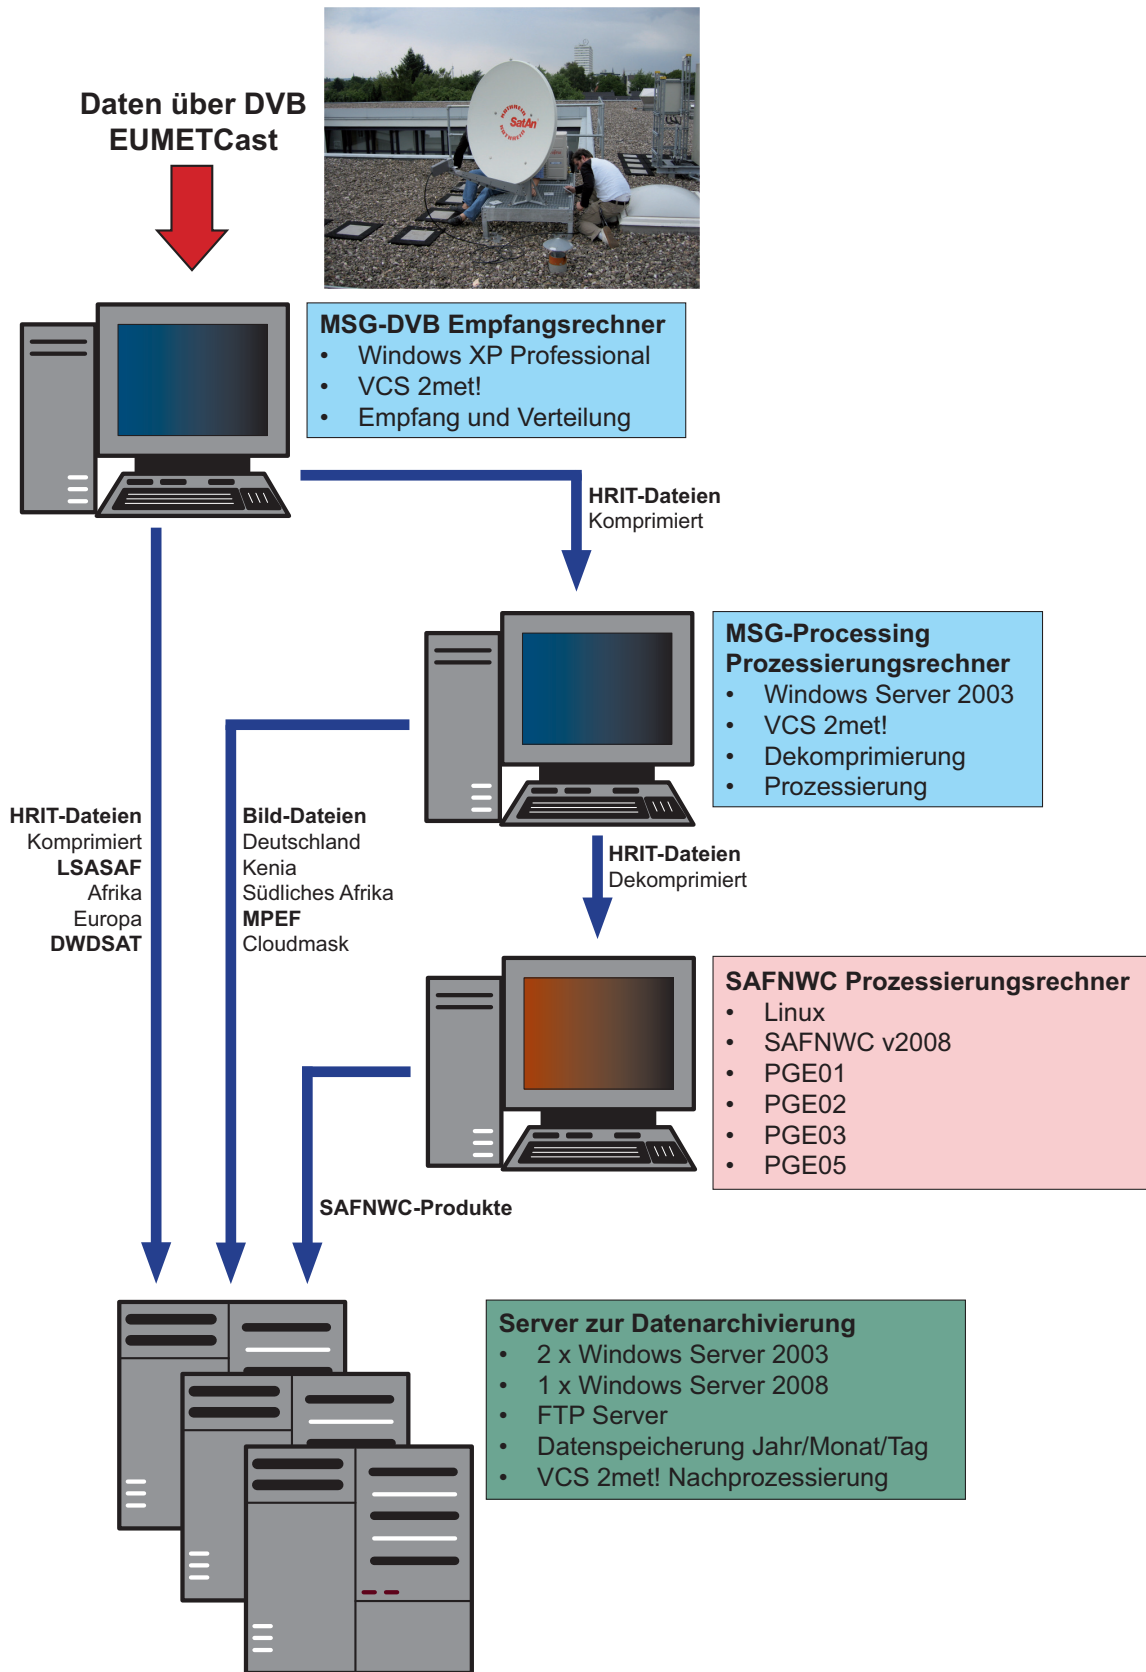 Daten über DVB
EUMETCast
KATHREIN
SatAn
KATHREIN
MSG-DVB Empfangsrechner
• Windows XP Professional
• VCS 2met!
• Empfang und Verteilung
HRIT-Dateien
Komprimiert
MSG-Processing
Prozessierungsrechner
• Windows Server 2003
• VCS 2met!
• Dekomprimierung
• Prozessierung
HRIT-Dateien
Komprimiert
LSASAF
Afrika
Europa
DWDSAT
Bild-Dateien
Deutschland
Kenia
Südliches Afrika
MPEF
Cloudmask
HRIT-Dateien
Dekomprimiert
SAFNWC Prozessierungsrechner
• Linux
• SAFNWC v2008
• PGE01
• PGE02
• PGE03
• PGE05
SAFNWC-Produkte
Server zur Datenarchivierung
• 2 x Windows Server 2003
• 1 x Windows Server 2008
• FTP Server
• Datenspeicherung Jahr/Monat/Tag
• VCS 2met! Nachprozessierung